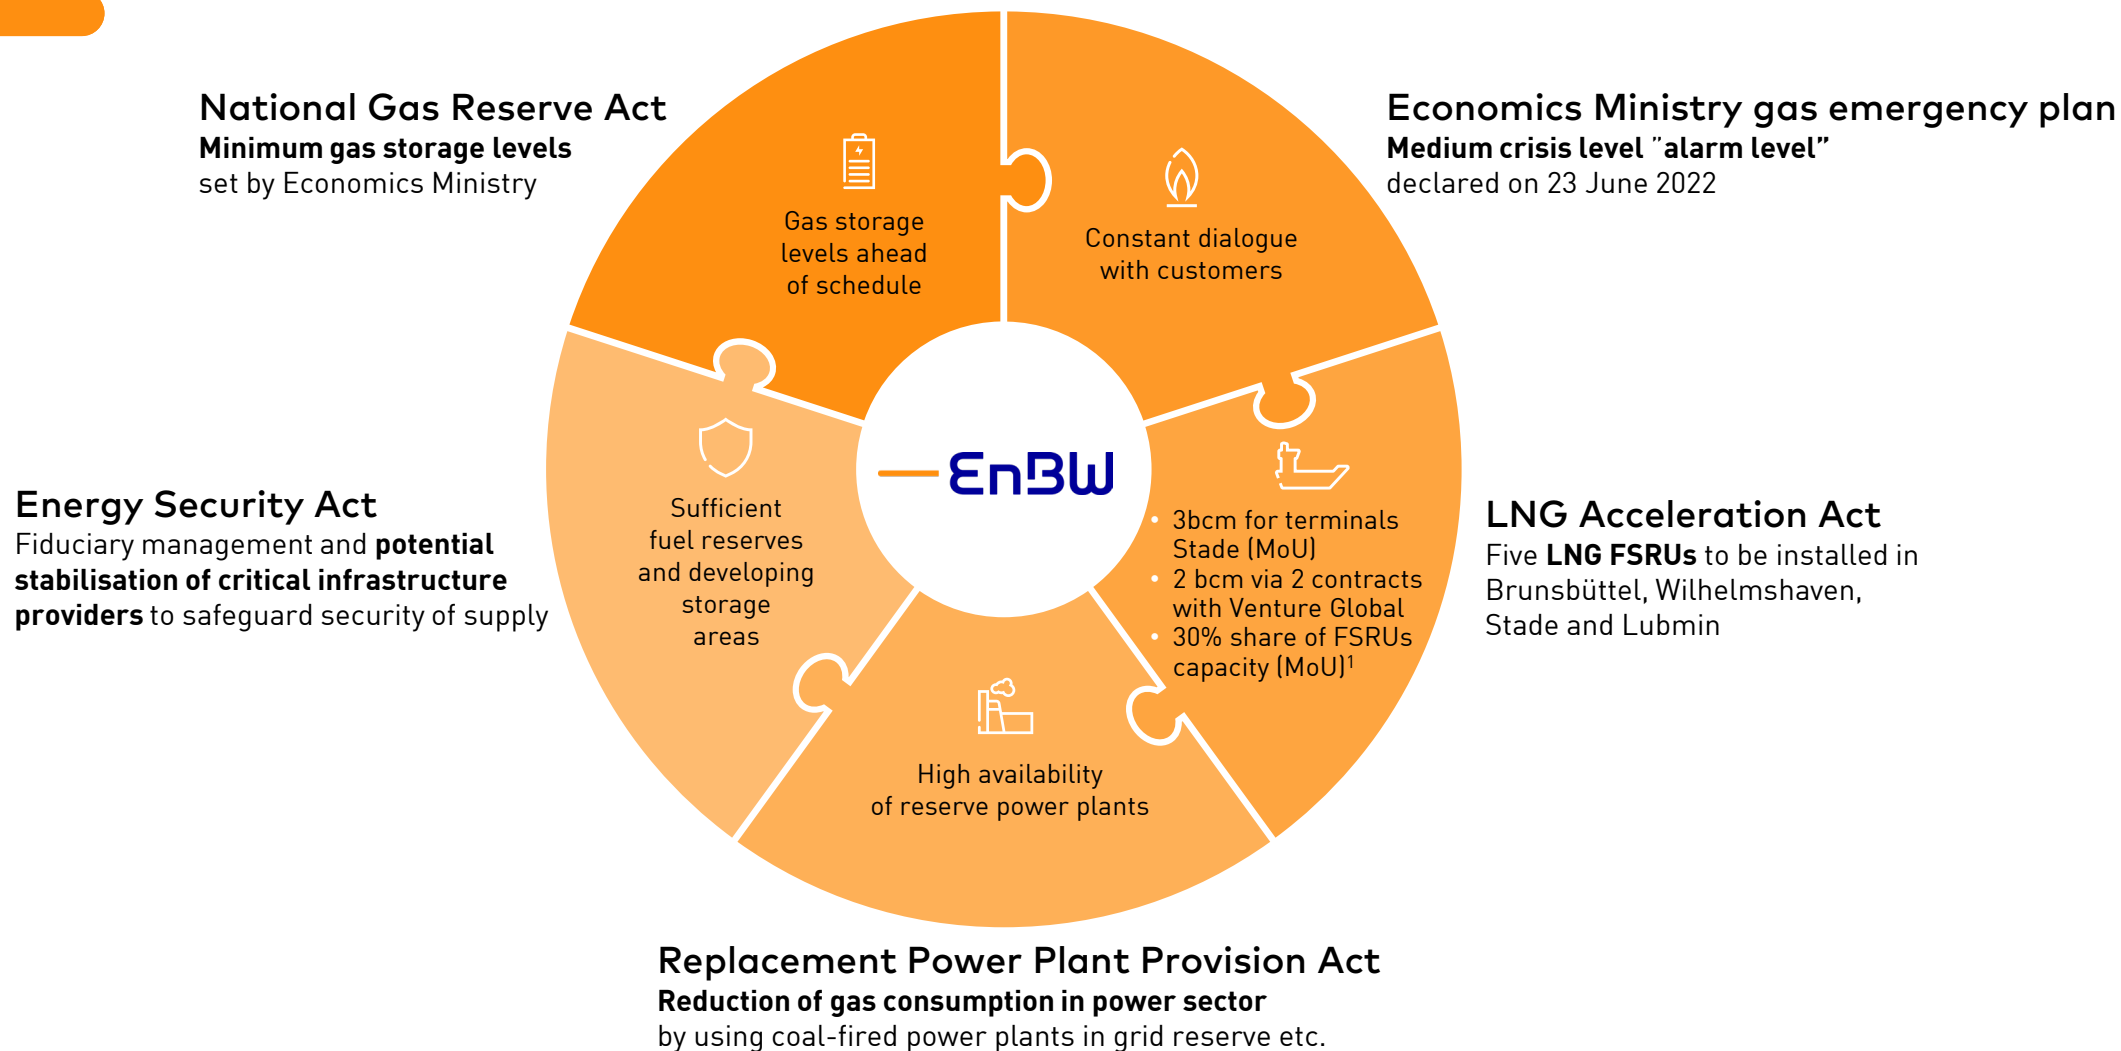 National Gas Reserve Act
Minimum gas storage levels
set by Economics Ministry
Economics Ministry gas emergency plan
Medium crisis level "alarm level”
declared on 23 June 2022
Gas storage
levels ahead
of schedule
Constant dialogue
with customers
EnBW
Energy Security Act
Fiduciary management and potential
stabilisation of critical infrastructure
providers to safeguard security of supply
Sufficient
fuel reserves
and developing
storage
areas
• 3bcm for terminals
Stade (MoU)
• 2 bcm via 2 contracts
with Venture Global
• 30% share of FSRUs
capacity (MoU)¹
LNG Acceleration Act
Five LNG FSRUs to be installed in
Brunsbüttel, Wilhelmshaven,
Stade and Lubmin
High availability
of reserve power plants
Replacement Power Plant Provision Act
Reduction of gas consumption in power sector
by using coal-fired power plants in grid reserve etc.